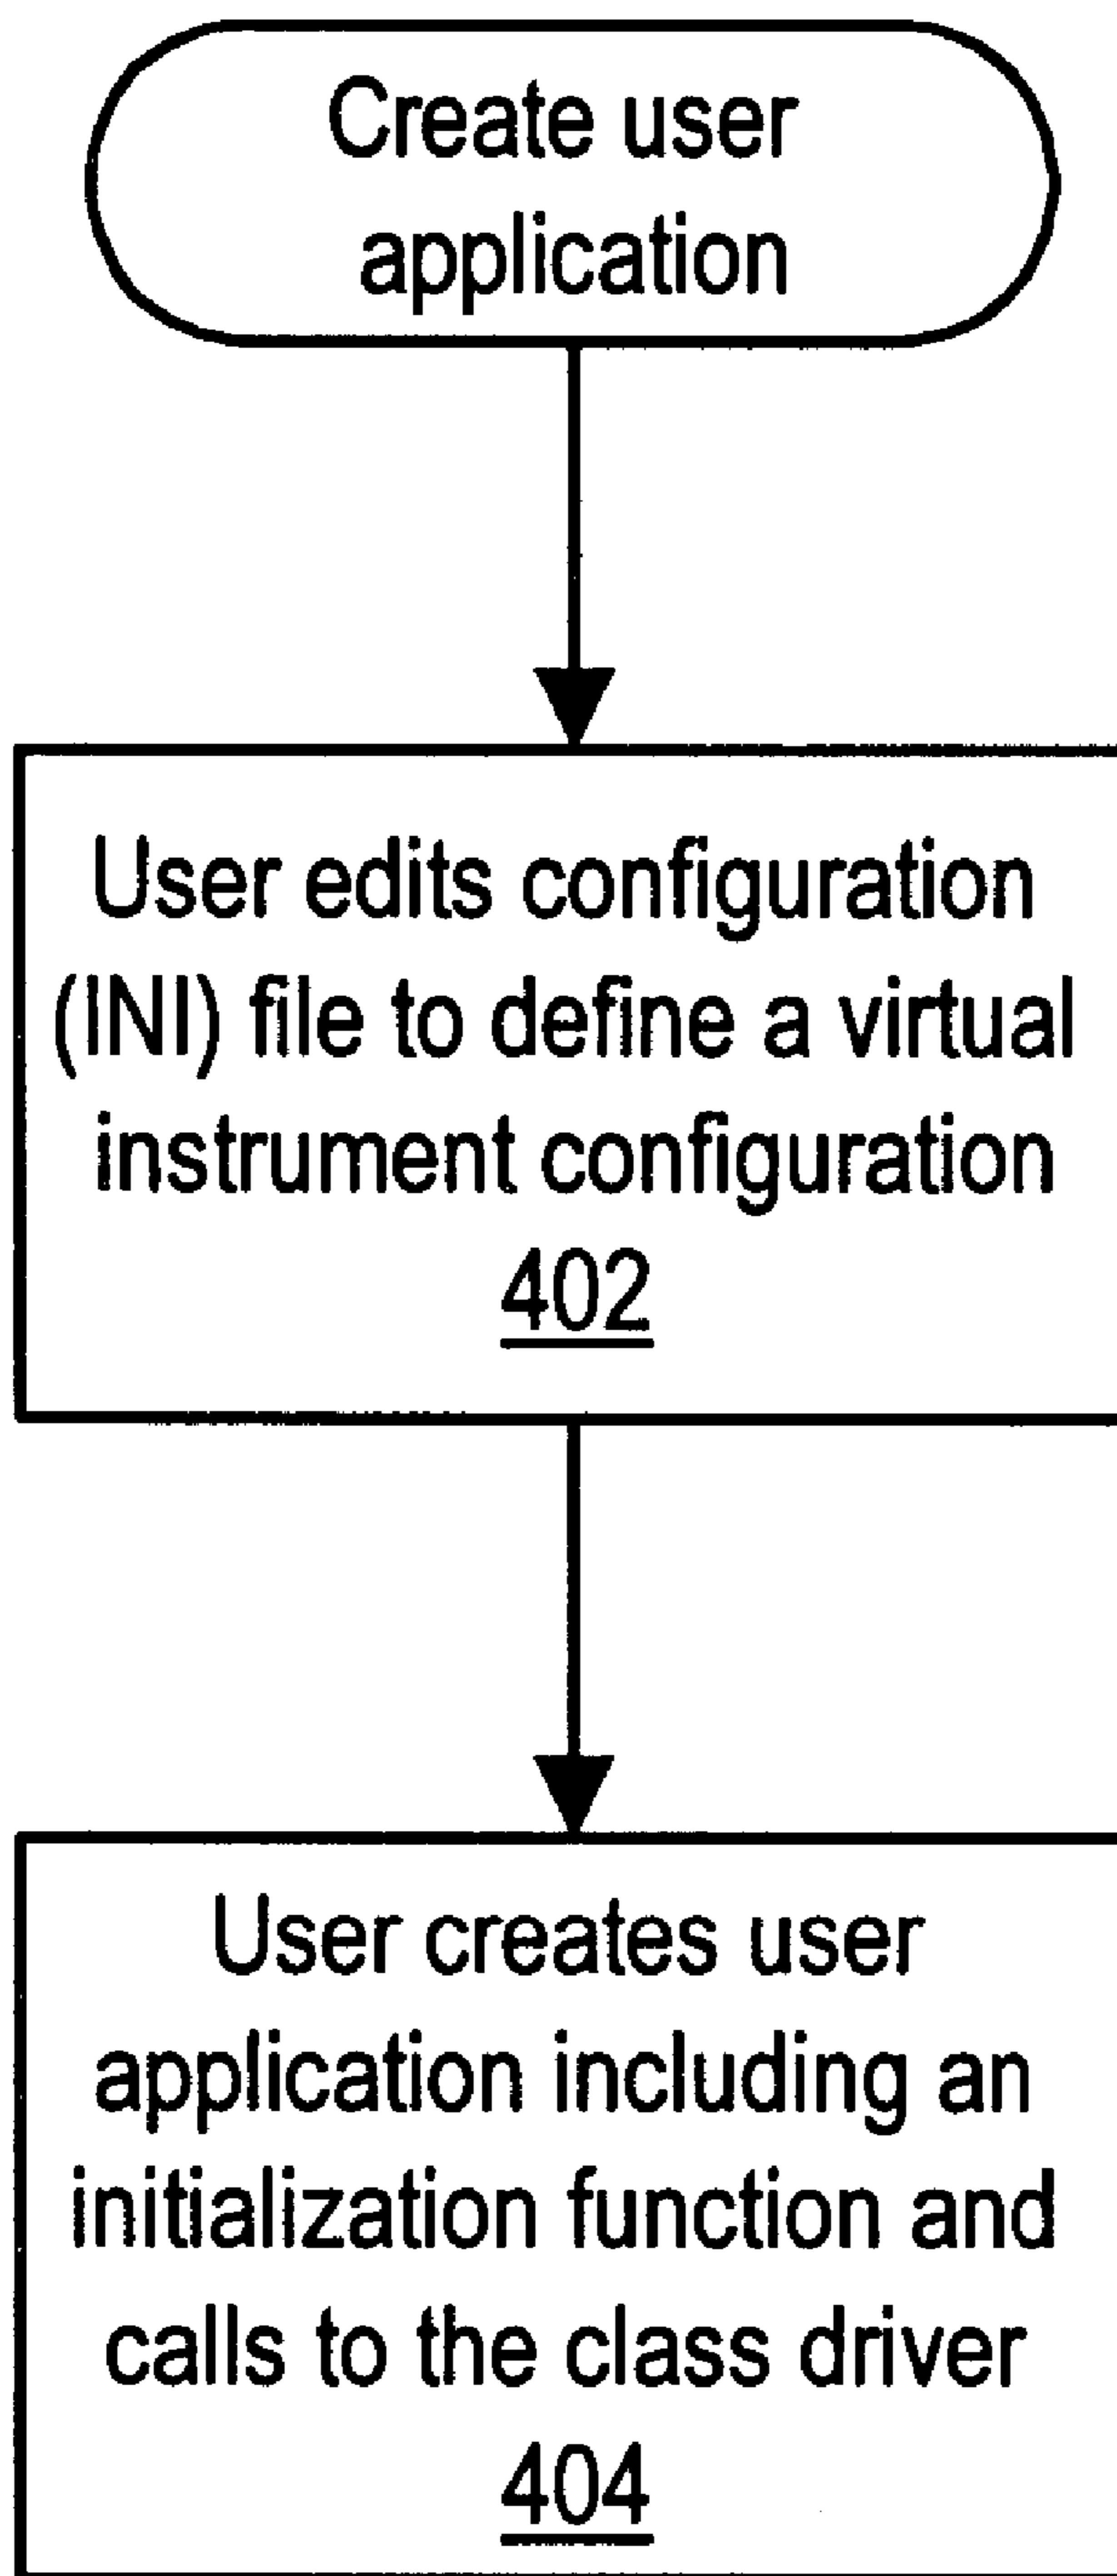 Create user
application
User edits configuration
(INI) file to define a virtual
instrument configuration
402
User creates user
application including an
initialization function and
calls to the class driver
404